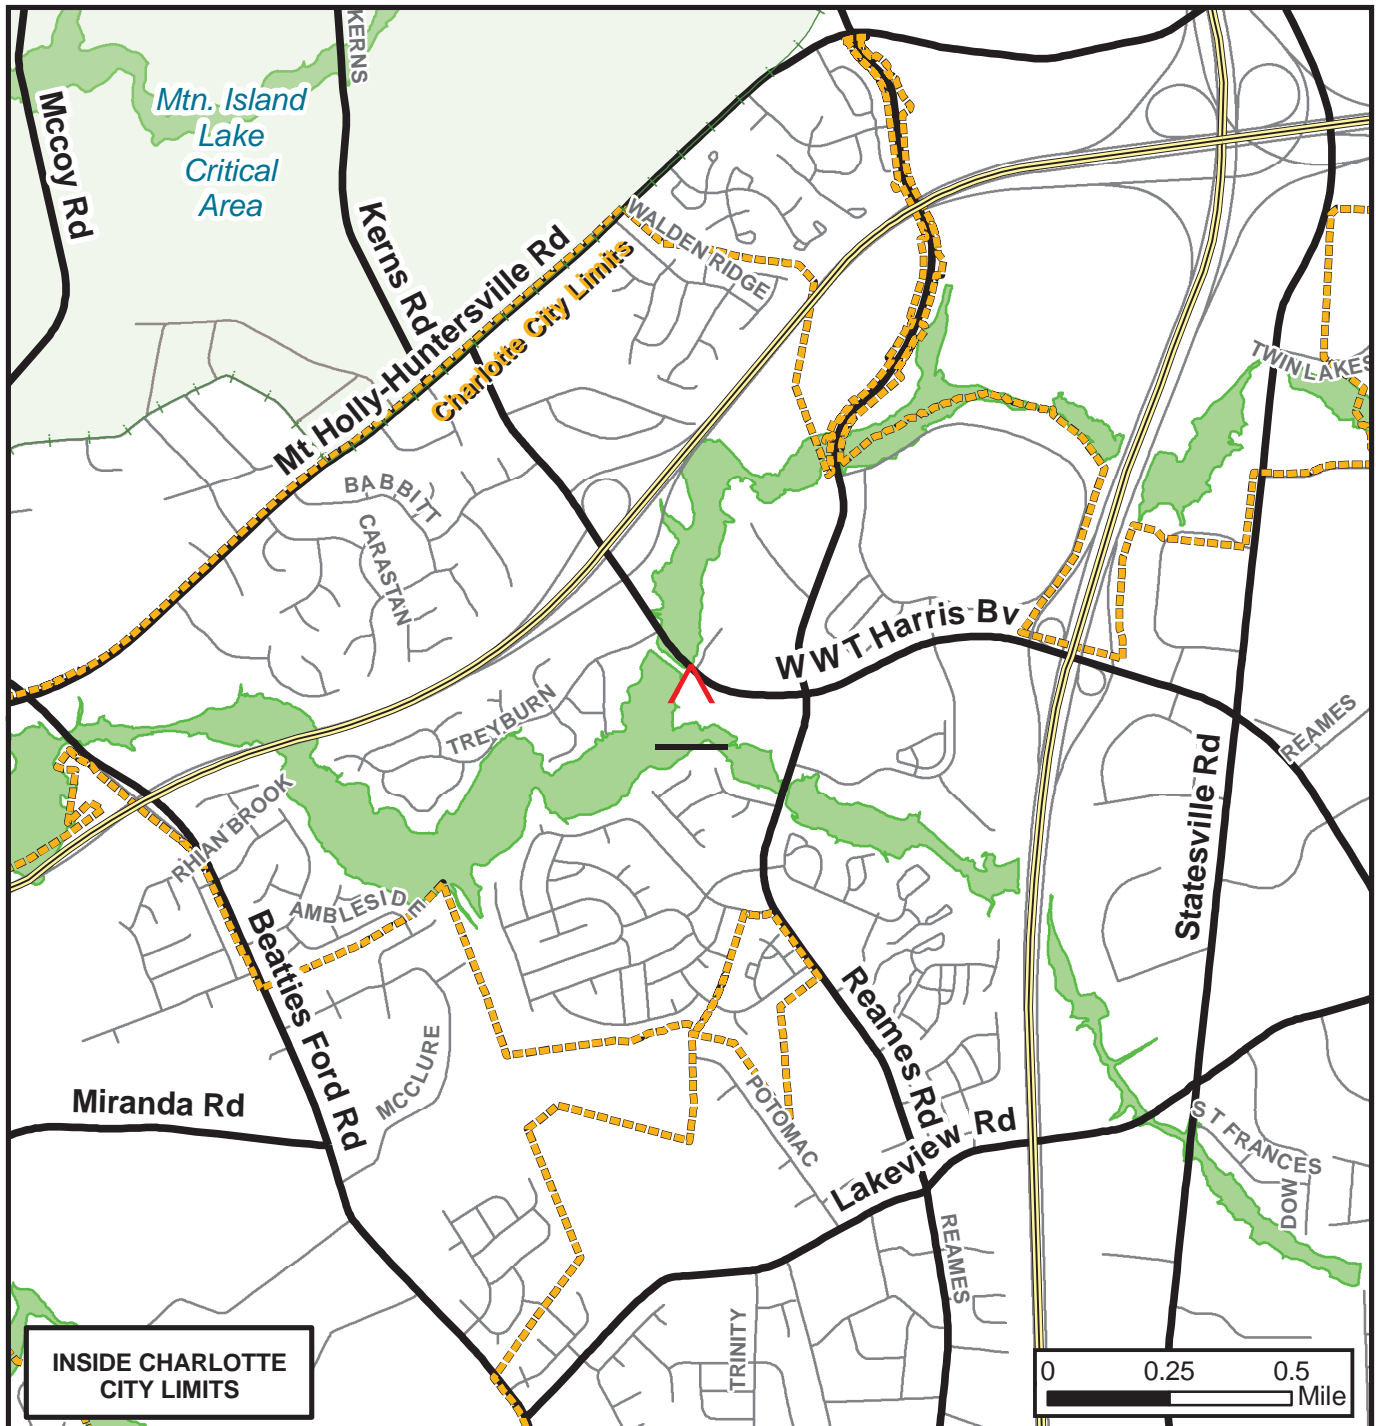 KERNS
Mccoy Rd
Mtn. Island
Lake
Critical
Area
Kerns Rd
WALDEN RIDGE
Mt Holly-Huntersville Rd
Charlotte City Limits
TWIN LAKES
BABBITT
CARASTAN
W W T Harris Bv
TREYBURN
REAMES
Statesville Rd
RHIAN BROOK
AMBLESIDE
Beatties Ford Rd
Reames Rd
MCCLURE
POTOMAC
Miranda Rd
Lakeview Rd
ST FRANCES
DOW
REAMES
TRINITY
INSIDE CHARLOTTE
CITY LIMITS
0 0.25 0.5
Mile